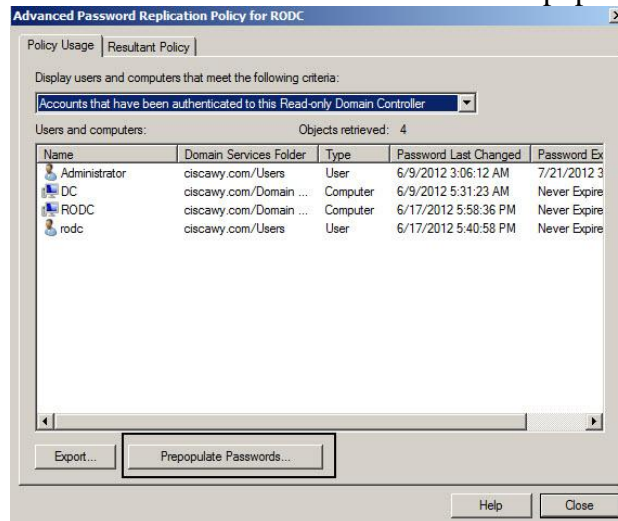 Advanced Password Replication Policy for RODC
Policy Usage Resultant Policy
Display users and computers that meet the following criteria:
Accounts that have been authenticated to this Read-only Domain Controller
Users and computers: Objects retrieved: 4
Name Domain Services Folder Type Password Last Changed Password Ex
Administrator ciscawy.com/Users User 6/9/2012 3:06:12 AM 7/21/2012 3
DC ciscawy.com/Domain ... Computer 6/9/2012 5:31:23 AM Never Expire
RODC ciscawy.com/Domain ... Computer 6/17/2012 5:58:36 PM Never Expire
rodc ciscawy.com/Users User 6/17/2012 5:40:58 PM Never Expire
Export... Prepopulate Passwords...
Help Close